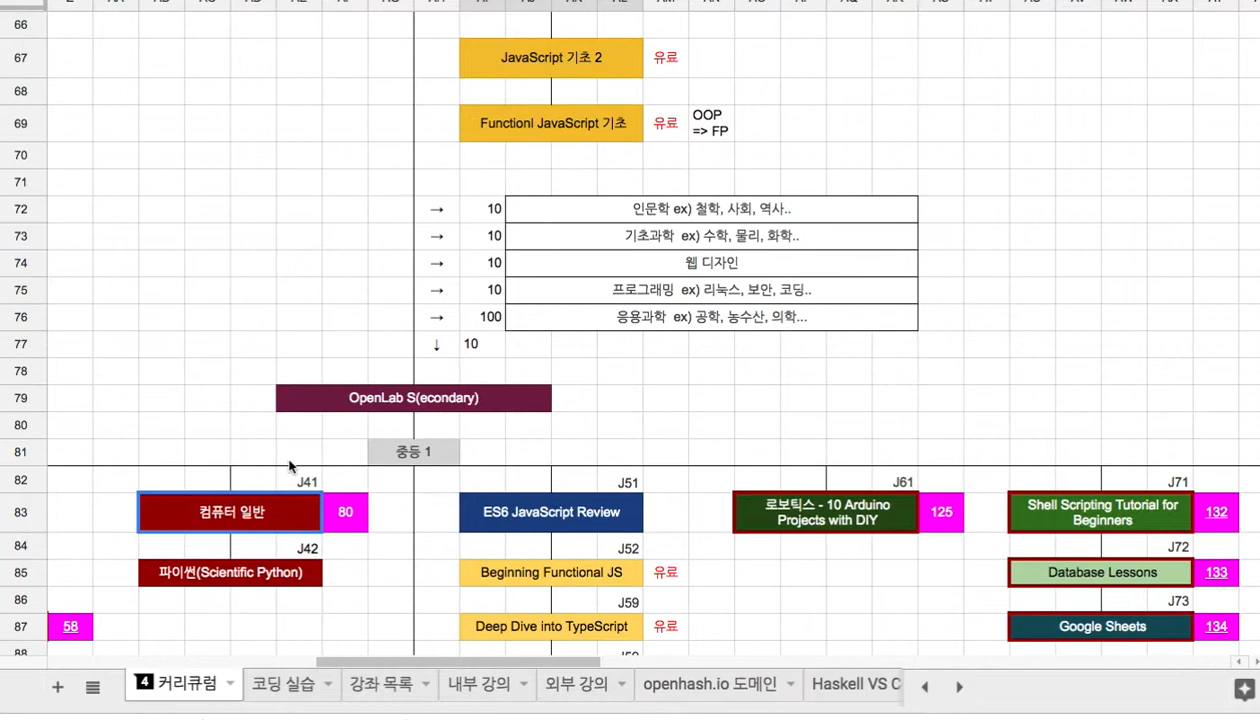 66
67 JavaScript 기초 2 유료
68
69 Functionl JavaScript 기초 유료 OOP
=> FP
70
71
72 → 10 인문학 ex) 철학, 사회, 역사..
73 → 10 기초과학 ex) 수학, 물리, 화학..
74 → 10 웹 디자인
75 → 10 프로그래밍 ex) 리눅스, 보안, 코딩..
76 → 100 응용과학 ex) 공학, 농수산, 의학...
77 ↓ 10
78
79 OpenLab S(econdary)
80
81 중등 1
82 J41 J51 J61 J71
83 컴퓨터 일반 80 ES6 JavaScript Review 로보틱스 - 10 Arduino
Projects with DIY 125 Shell Scripting Tutorial for
Beginners 132
84 J42 J52 J72
85 파이썬(Scientific Python) Beginning Functional JS 유료 Database Lessons 133
86 J59 J73
87 58 Deep Dive into TypeScript 유료 Google Sheets 134
88
+ 4 커리큘럼 코딩 실습 강좌 목록 내부 강의 외부 강의 openhash.io 도메인 Haskell VS C